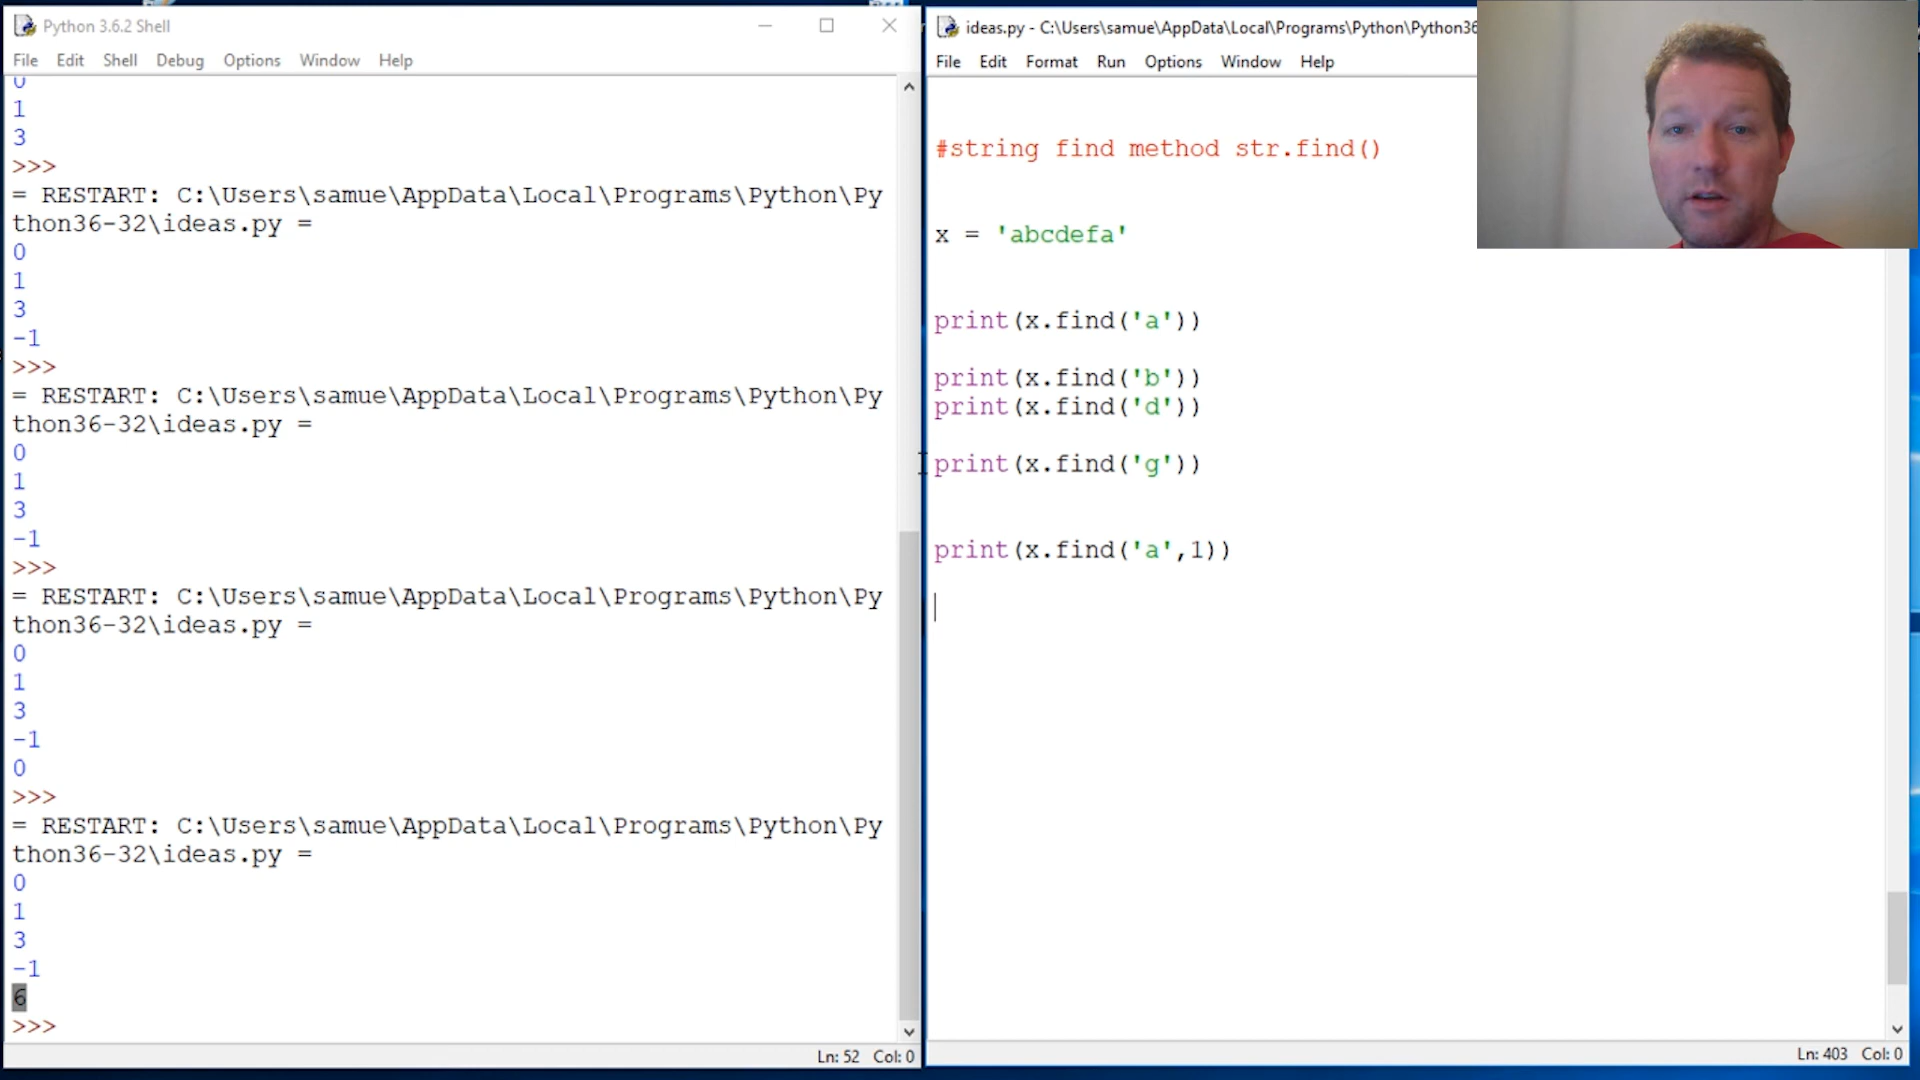 Python 3.6.2 Shell
File Edit Shell Debug Options Window Help
0
1
3
>>>
= RESTART: C:\Users\samue\AppData\Local\Programs\Python\Py
thon36-32\ideas.py =
0
1
3
-1
>>>
= RESTART: C:\Users\samue\AppData\Local\Programs\Python\Py
thon36-32\ideas.py =
0
1
3
-1
>>>
= RESTART: C:\Users\samue\AppData\Local\Programs\Python\Py
thon36-32\ideas.py =
0
1
3
-1
0
>>>
= RESTART: C:\Users\samue\AppData\Local\Programs\Python\Py
thon36-32\ideas.py =
0
1
3
-1
6
>>>
Ln: 52 Col: 0
ideas.py - C:\Users\samue\AppData\Local\Programs\Python\Python36
File Edit Format Run Options Window Help
#string find method str.find()
x = 'abcdefa'
print(x.find('a'))
print(x.find('b'))
print(x.find('d'))
print(x.find('g'))
print(x.find('a',1))
Ln: 403 Col: 0